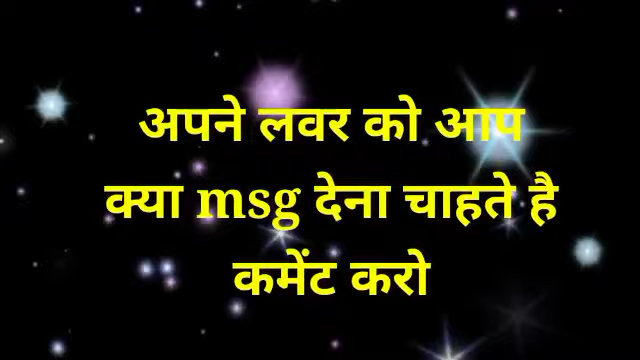 अपने लवर को आप
क्या msg देना चाहते है
कमेंट करो